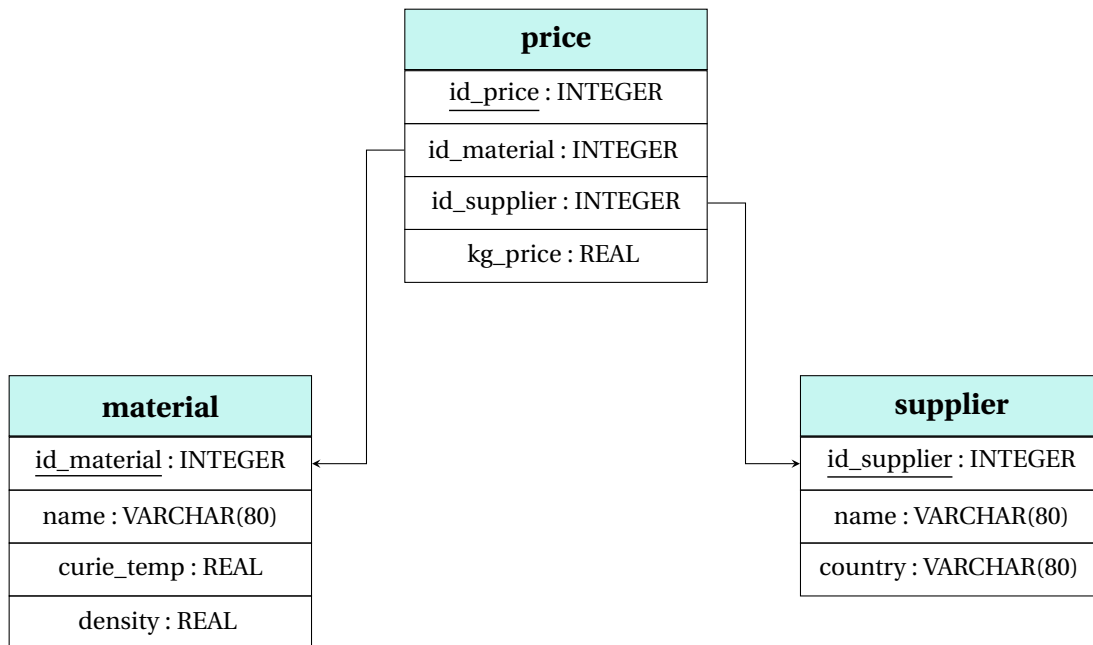 price
id_price : INTEGER
id_material : INTEGER
id_supplier : INTEGER
kg_price : REAL
material
id_material : INTEGER
name : VARCHAR(80)
curie_temp : REAL
density : REAL
supplier
id_supplier : INTEGER
name : VARCHAR(80)
country : VARCHAR(80)